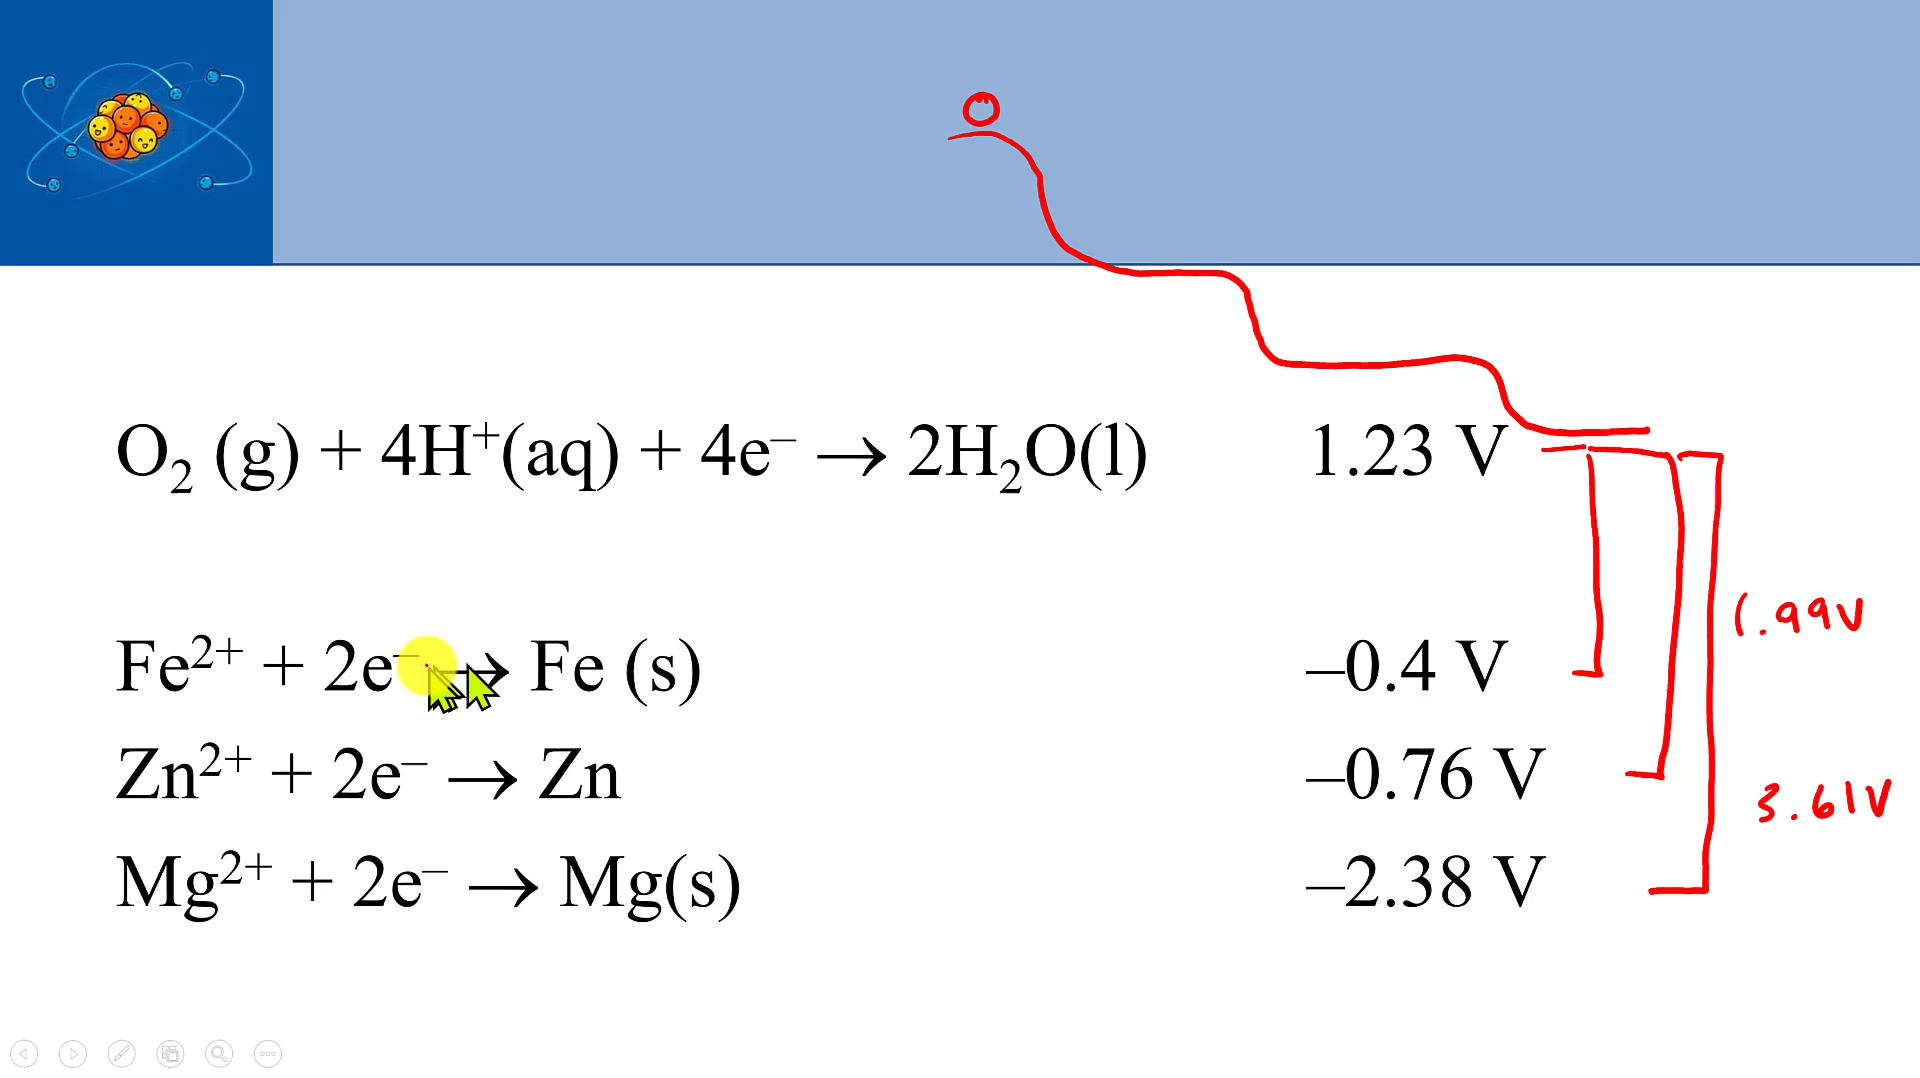 O₂ (g) + 4H⁺(aq) + 4e⁻ → 2H₂O(l) 1.23 V
1.99V
Fe²⁺ + 2e⁻ → Fe (s) –0.4 V
Zn²⁺ + 2e⁻ → Zn –0.76 V
3.61V
Mg²⁺ + 2e⁻ → Mg(s) –2.38 V